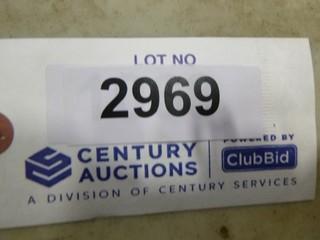 LOT NO
2969
CENTURY AUCTIONS
POWERED BY
ClubBid
A DIVISION OF CENTURY SERVICES